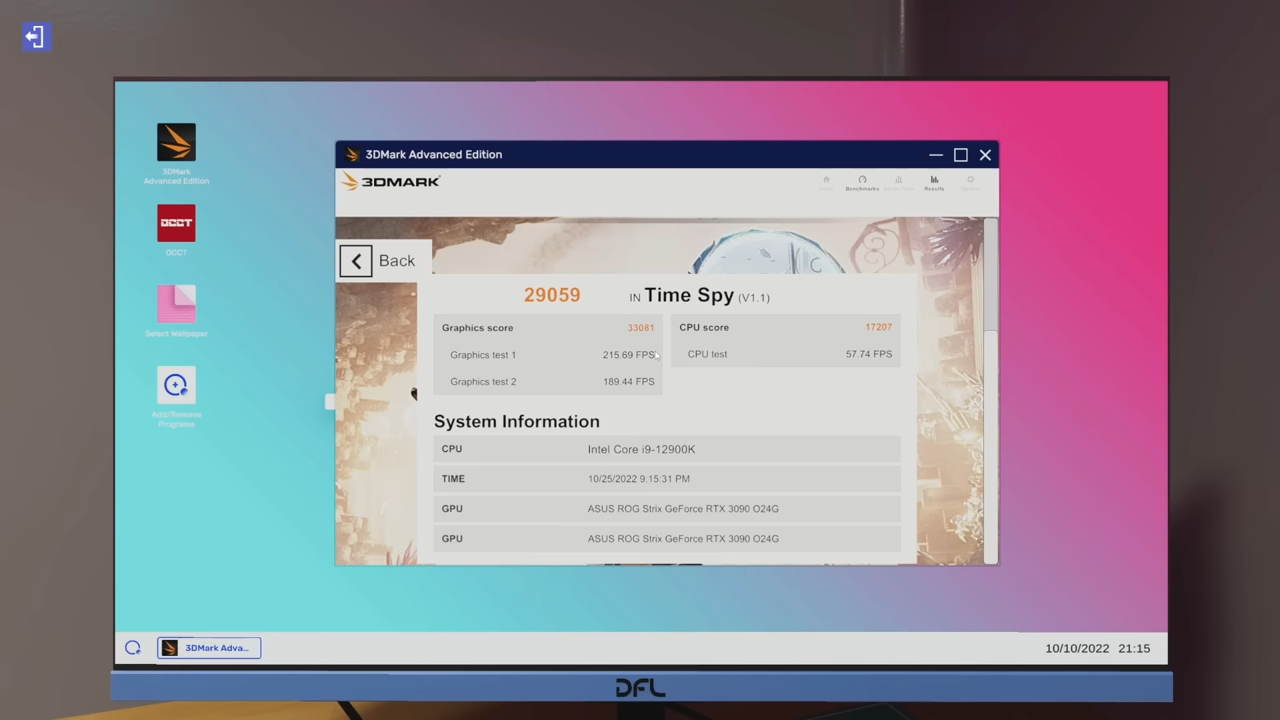 3DMark Advanced Edition
3DMARK
Benchmarks
Results
Back
29059 IN Time Spy (V1.1)
Graphics score 33081
Graphics test 1 215.69 FPS
Graphics test 2 189.44 FPS
CPU score 17207
CPU test 57.74 FPS
System Information
CPU Intel Core i9-12900K
TIME 10/25/2022 9.15:31 PM
GPU ASUS ROG Strix GeForce RTX 3090 O24G
GPU ASUS ROG Strix GeForce RTX 3090 O24G
3DMark
Advanced Edition
OCCT
OCCT
Select Wallpaper
Add/Remove
Programs
3DMark Adva...
10/10/2022 21:15
DFL